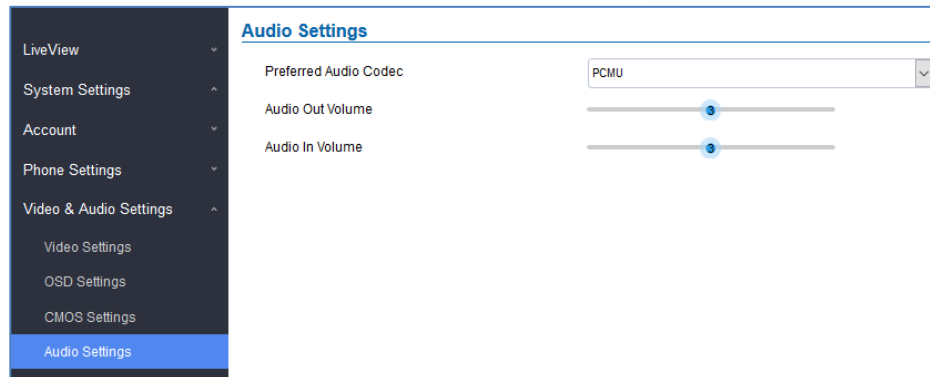 LiveView
System Settings
Account
Phone Settings
Video & Audio Settings
Video Settings
OSD Settings
CMOS Settings
Audio Settings
Audio Settings
Preferred Audio Codec
PCMU
Audio Out Volume
3
Audio In Volume
3